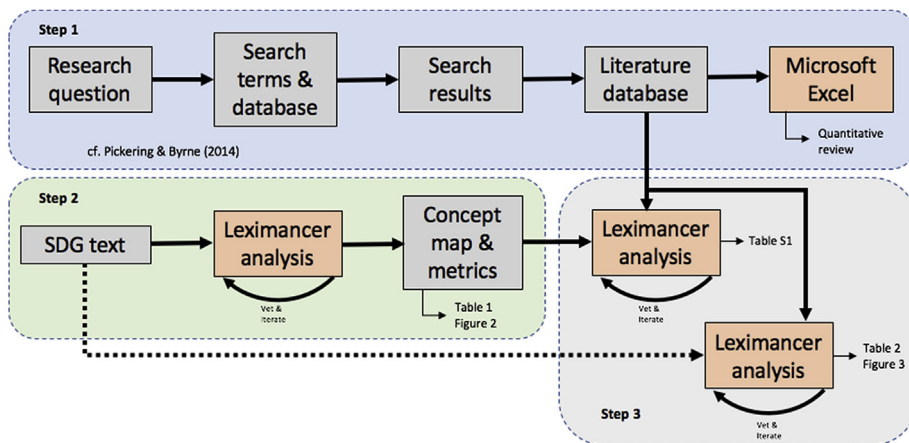 Step 1
Research
question
Search
terms &
database
Search
results
Literature
database
Microsoft
Excel
Quantitative
review
cf. Pickering & Byrne (2014)
Step 2
SDG text
Leximancer
analysis
Vet &
Iterate
Concept
map &
metrics
Table 1
Figure 2
Leximancer
analysis
Table S1
Vet &
Iterate
Leximancer
analysis
Table 2
Figure 3
Vet &
Iterate
Step 3